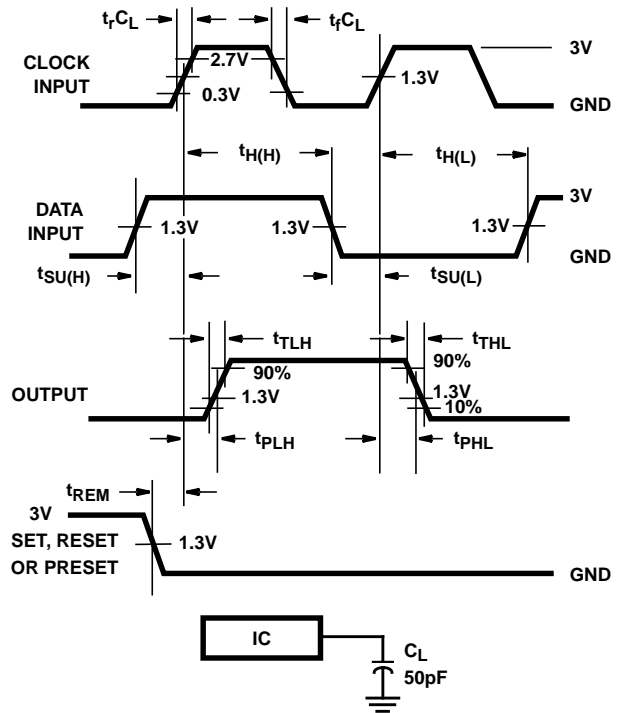 trCL
tfCL
CLOCK
INPUT
2.7V
0.3V
1.3V
3V
GND
tH(H)
tH(L)
DATA
INPUT
1.3V
1.3V
1.3V
3V
GND
tSU(H)
tSU(L)
tTLH
tTHL
OUTPUT
90%
1.3V
90%
1.3V
10%
tPLH
tPHL
tREM
3V
SET, RESET
OR PRESET
1.3V
GND
IC
CL
50pF